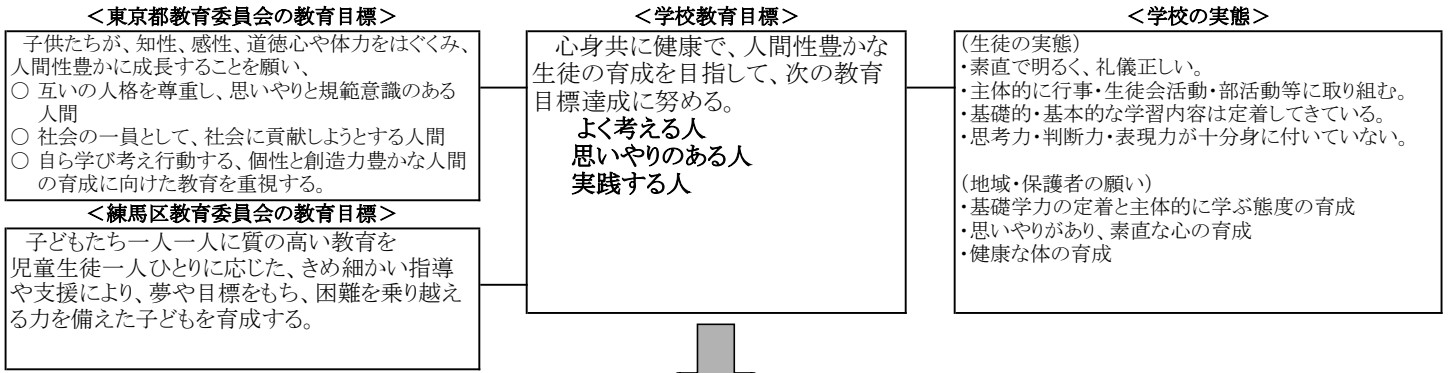 ＜東京都教育委員会の教育目標＞
子供たちが、知性、感性、道徳心や体力をはぐくみ、
人間性豊かに成長することを願い、
○ 互いの人格を尊重し、思いやりと規範意識のある
人間
○ 社会の一員として、社会に貢献しようとする人間
○ 自ら学び考え行動する、個性と創造力豊かな人間
の育成に向けた教育を重視する。
＜練馬区教育委員会の教育目標＞
子どもたち一人一人に質の高い教育を
児童生徒一人ひとりに応じた、きめ細かい指導
や支援により、夢や目標をもち、困難を乗り越え
る力を備えた子どもを育成する。
＜学校教育目標＞
心身共に健康で、人間性豊かな
生徒の育成を目指して、次の教育
目標達成に努める。
よく考える人
思いやりのある人
実践する人
＜学校の実態＞
(生徒の実態)
・素直で明るく、礼儀正しい。
・主体的に行事・生徒会活動・部活動等に取り組む。
・基礎的・基本的な学習内容は定着してきている。
・思考力・判断力・表現力が十分身に付いていない。
(地域・保護者の願い)
・基礎学力の定着と主体的に学ぶ態度の育成
・思いやりがあり、素直な心の育成
・健康な体の育成